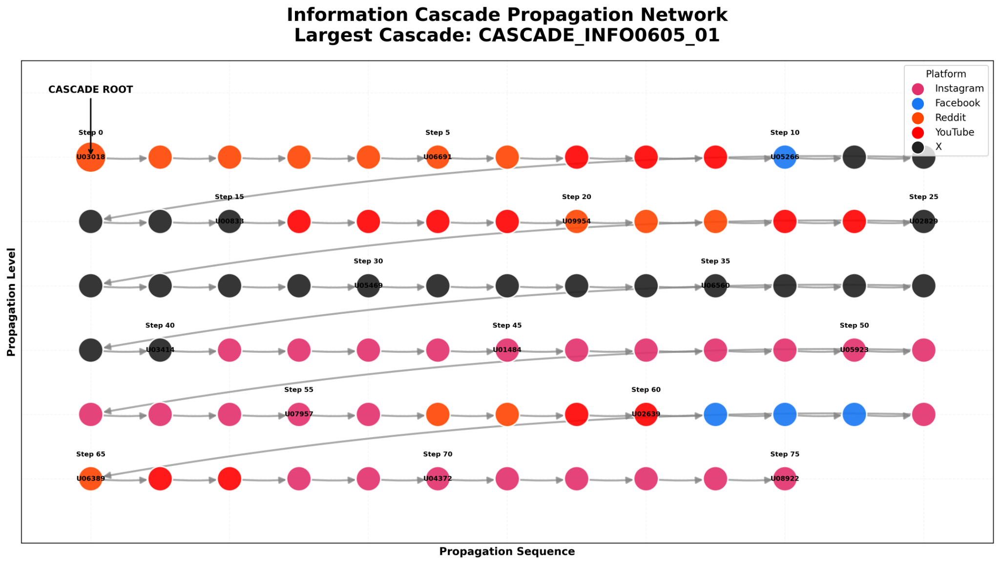 Information Cascade Propagation Network
Largest Cascade: CASCADE_INFO0605_01
Platform
Instagram
Facebook
Reddit
YouTube
X
CASCADE ROOT
Step 0
Step 5
Step 10
U03018
U06691
U05266
Step 15
Step 20
Step 25
U00833
U09954
U02829
Step 30
Step 35
U05469
U06560
Step 40
Step 45
Step 50
U03414
U01484
U05923
Step 55
Step 60
U07957
U02639
Step 65
Step 70
Step 75
U06389
U04372
U08922
Propagation Level
Propagation Sequence